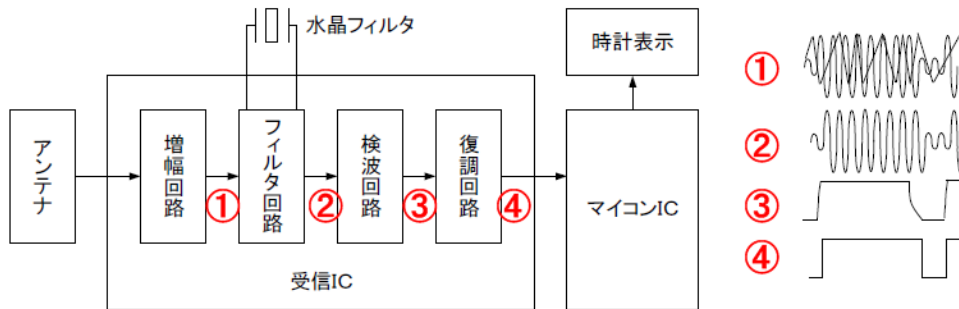 水晶フィルタ
時計表示
アンテナ
増幅回路
①
フィルタ回路
②
検波回路
③
復調回路
④
マイコンIC
受信IC
①
②
③
④